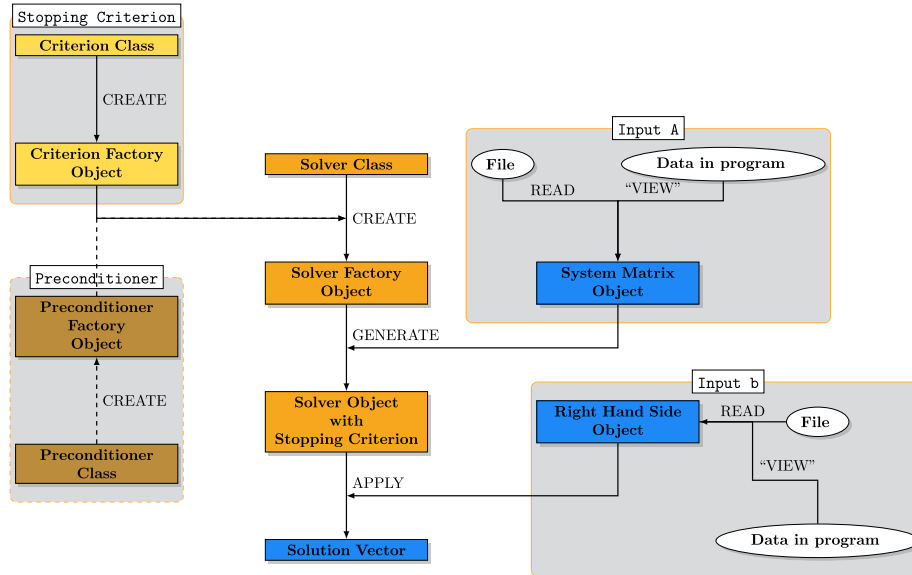 Stopping Criterion
Criterion Class
CREATE
Criterion Factory
Object
Preconditioner
Preconditioner
Factory
Object
CREATE
Preconditioner
Class
Solver Class
CREATE
Solver Factory
Object
GENERATE
Solver Object
with
Stopping Criterion
APPLY
Solution Vector
Input A
File
Data in program
READ
“VIEW”
System Matrix
Object
Input b
Right Hand Side
Object
READ
File
“VIEW”
Data in program